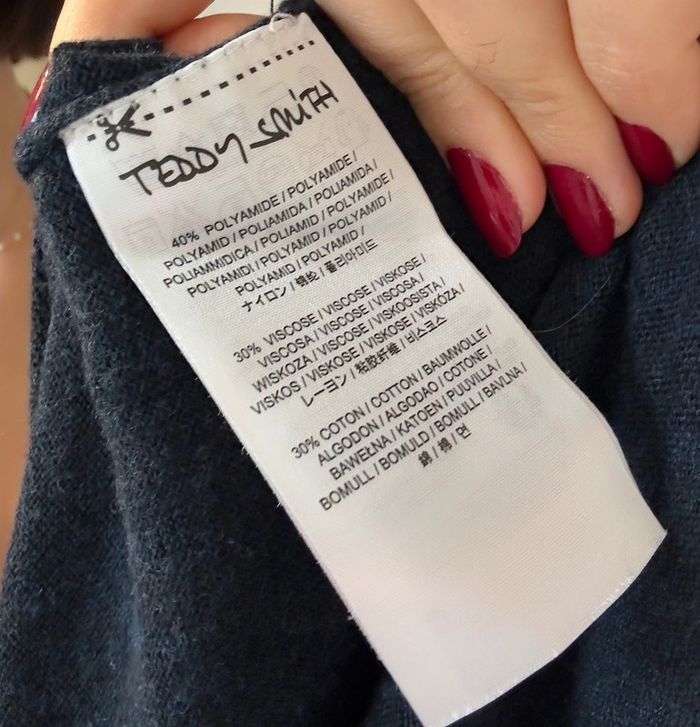 TEDDY SMITH
40% POLYAMIDE / POLYAMIDE /
POLYAMID / POLIAMIDA / POLIAMIDA /
POLIAMMIDICA / POLIAMID / POLYAMIDE /
POLYAMIDI / POLYAMID / POLYAMID /
POLYAMID / POLYAMID /
ナイロン / 锦纶 / 폴리아미드
30% VISCOSE / VISCOSE / VISKOSE /
VISCOSA / VISCOSE / VISCOSA /
WISKOZA / VISCOSE / VISKOOSISTA /
VISKOS / VISKOSE / VISKOSE / VISKÓZA /
レーヨン / 粘胶纤维 / 비스코스
30% COTON / COTTON / BAUMWOLLE /
ALGODON / ALGODAO / COTONE /
BAWEŁNA / KATOEN / PUUVILLA /
BOMULL / BOMULD / BOMULL / BAVLNA /
綿 / 棉 / 면